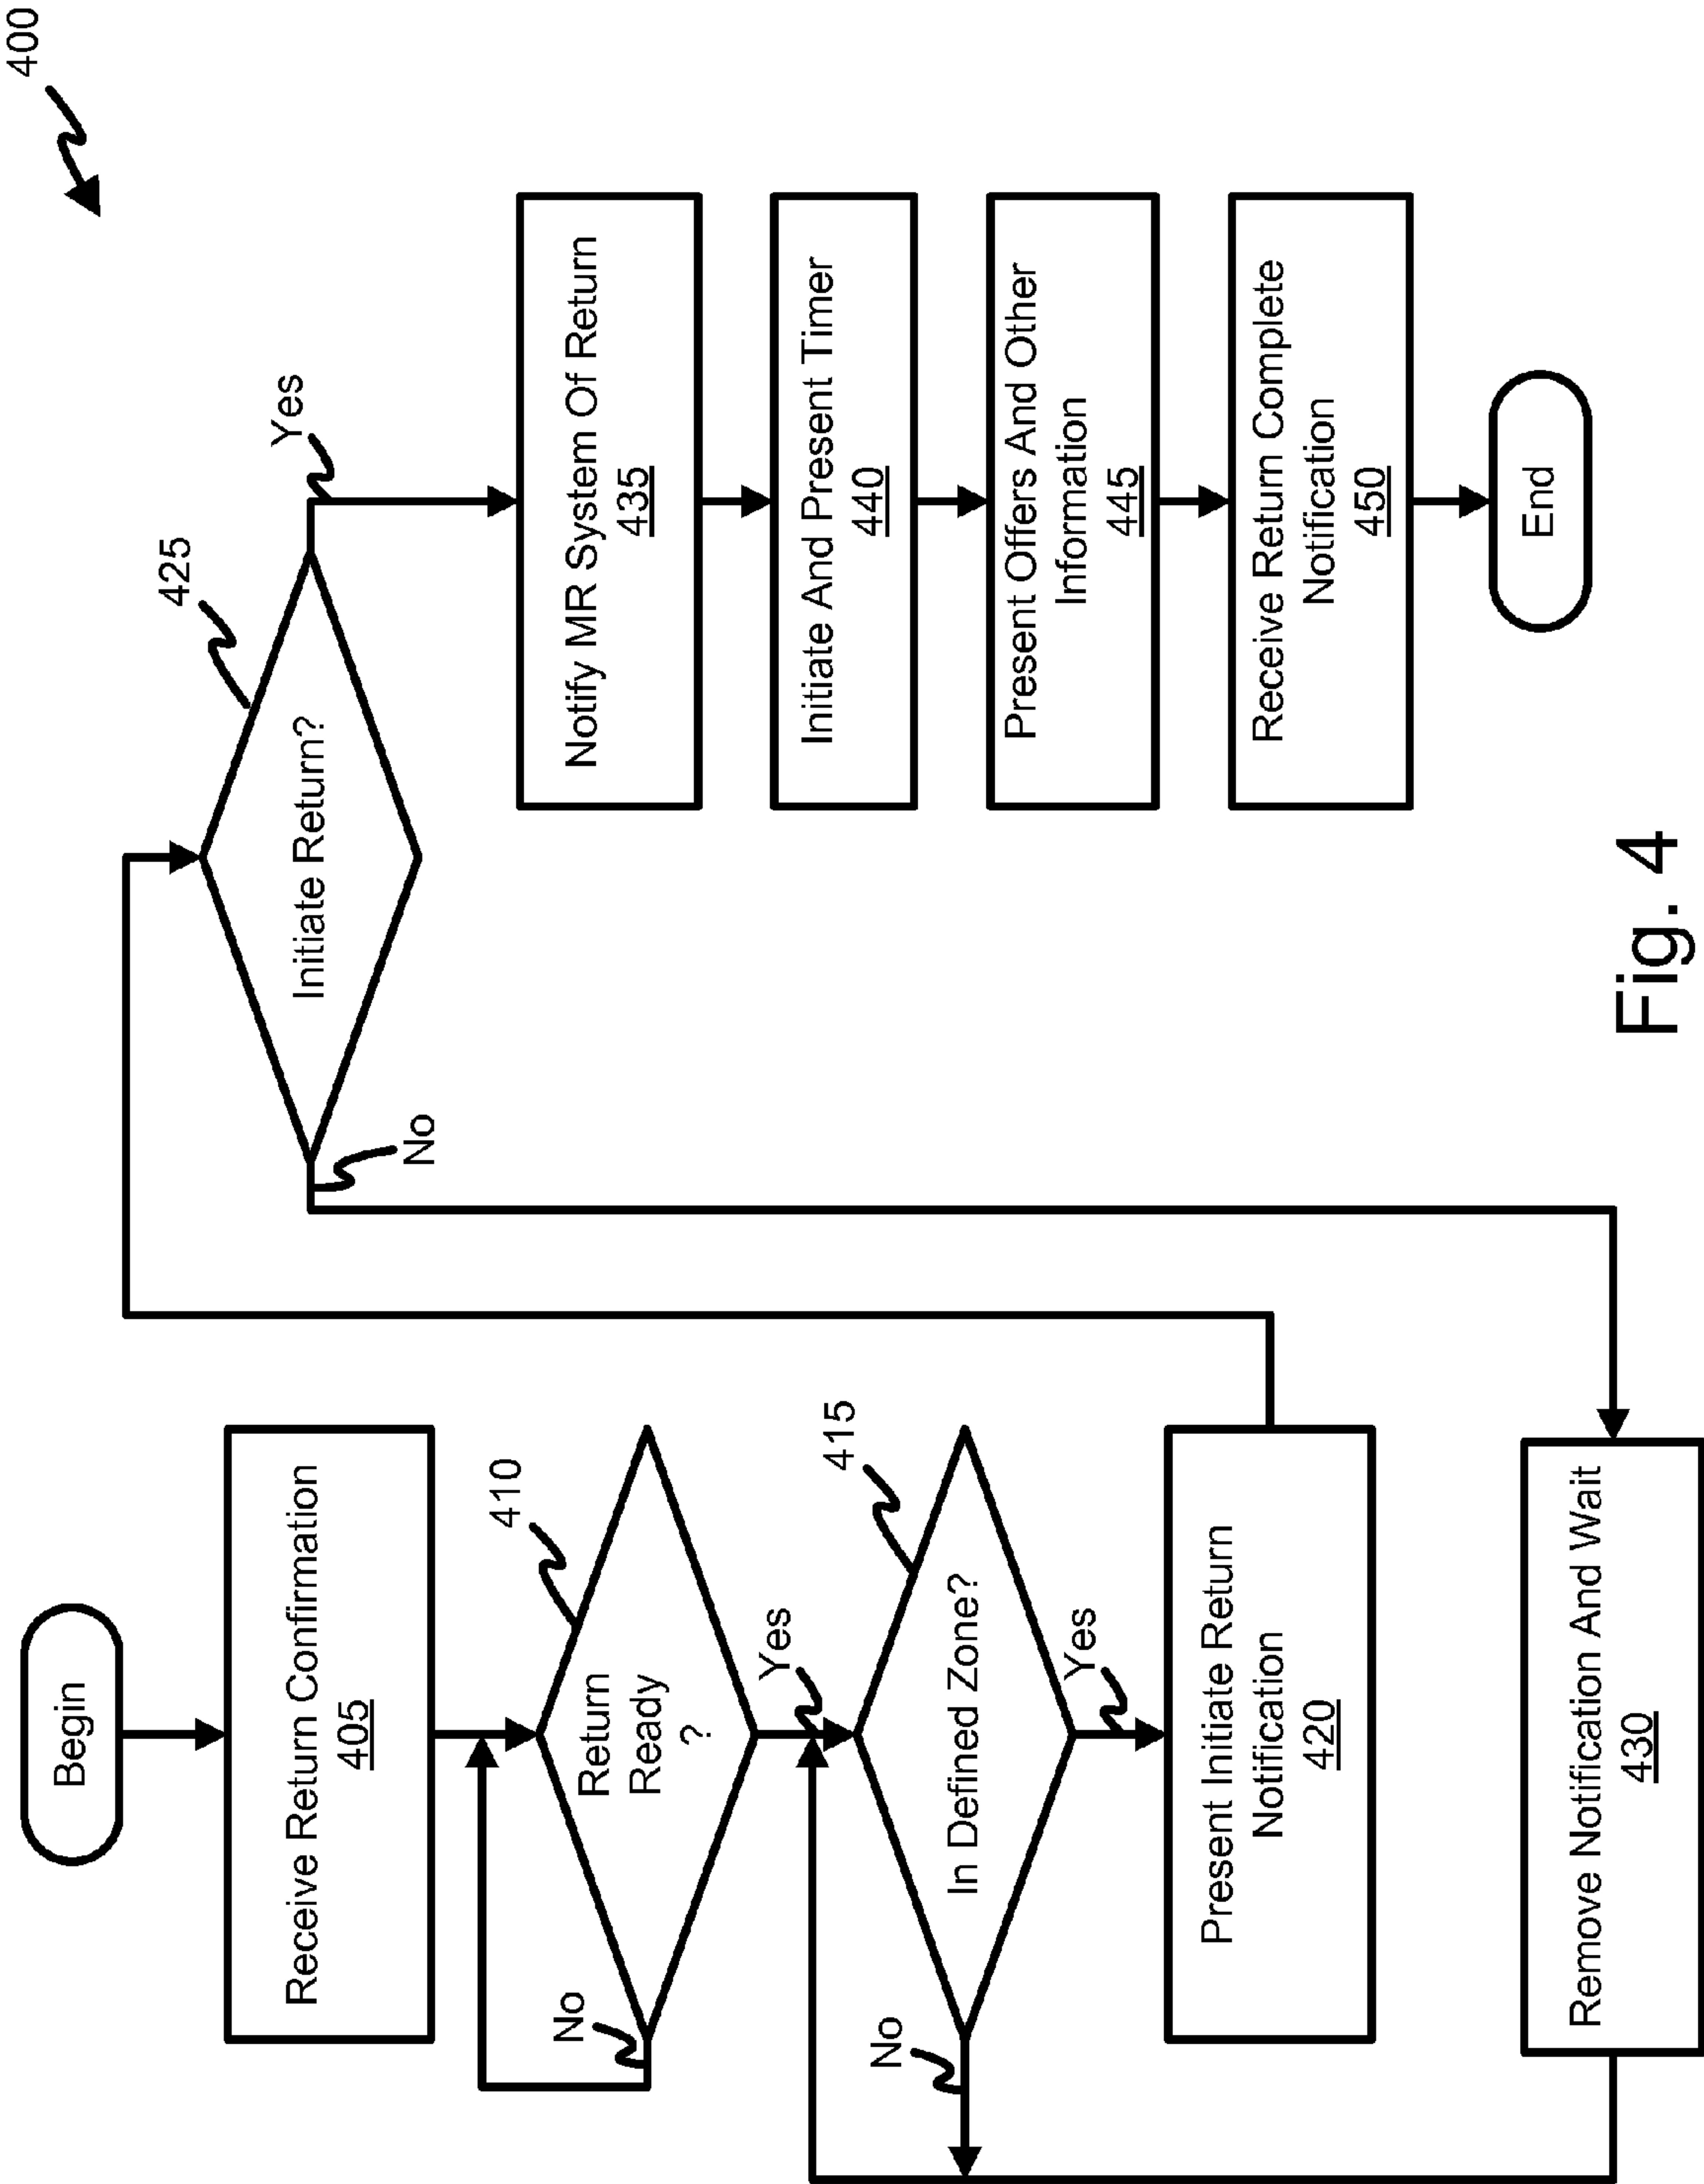 400
Begin
Receive Return Confirmation
405
410
Return
Ready
?
No
Yes
415
In Defined Zone?
No
Yes
Present Initiate Return
Notification
420
Remove Notification And Wait
430
425
Initiate Return?
No
Yes
Notify MR System Of Return
435
Initiate And Present Timer
440
Present Offers And Other
Information
445
Receive Return Complete
Notification
450
End
Fig. 4